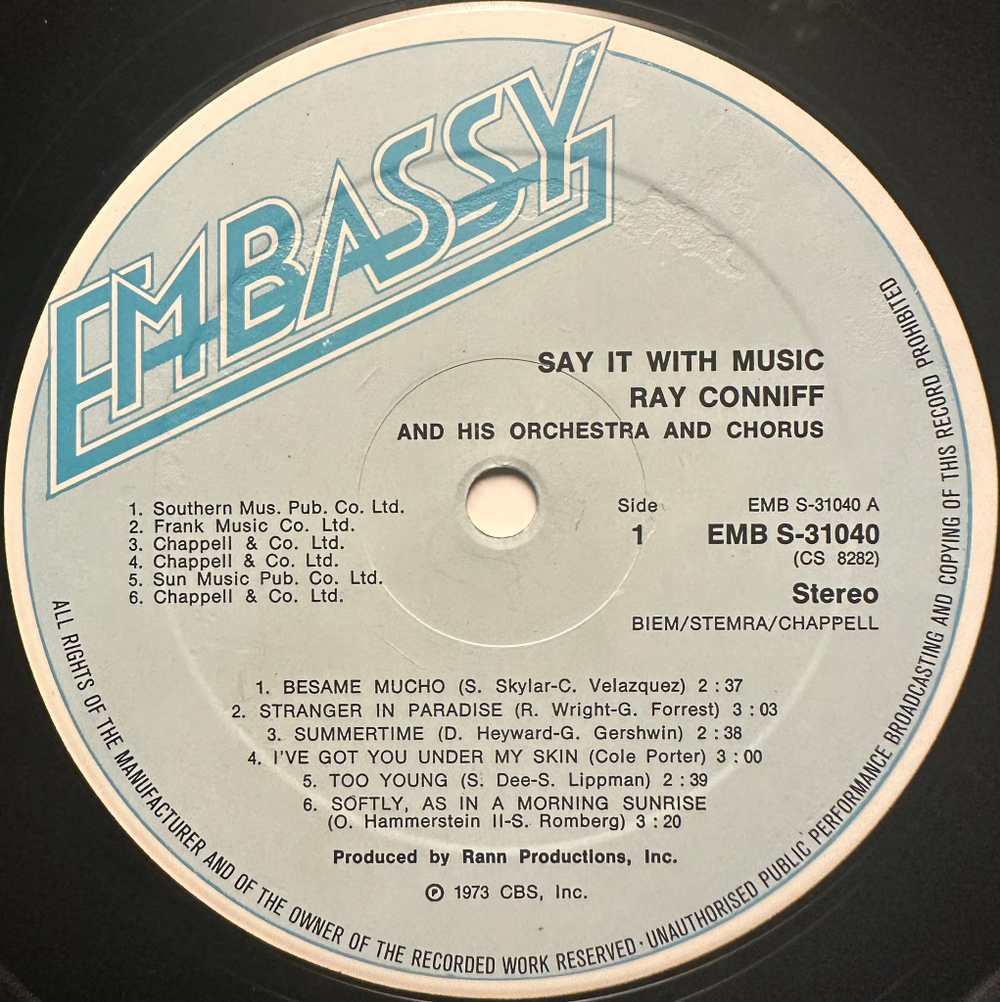 EMBASSY
SAY IT WITH MUSIC
RAY CONNIFF
AND HIS ORCHESTRA AND CHORUS
1. Southern Mus. Pub. Co. Ltd.
2. Frank Music Co. Ltd.
3. Chappell & Co. Ltd.
4. Chappell & Co. Ltd.
5. Sun Music Pub. Co. Ltd.
6. Chappell & Co. Ltd.
Side
1
EMB S-31040 A
EMB S-31040
(CS 8282)
Stereo
BIEM/STEMRA/CHAPPELL
1. BESAME MUCHO (S. Skylar-C. Velazquez) 2 : 37
2. STRANGER IN PARADISE (R. Wright-G. Forrest) 3 : 03
3. SUMMERTIME (D. Heyward-G. Gershwin) 2 : 38
4. I'VE GOT YOU UNDER MY SKIN (Cole Porter) 3 : 00
5. TOO YOUNG (S. Dee-S. Lippman) 2 : 39
6. SOFTLY, AS IN A MORNING SUNRISE
(O. Hammerstein II-S. Romberg) 3 : 20
Produced by Rann Productions, Inc.
℗ 1973 CBS, Inc.
ALL RIGHTS OF THE MANUFACTURER AND OF THE OWNER OF THE RECORDED WORK RESERVED · UNAUTHORISED PUBLIC PERFORMANCE BROADCASTING AND COPYING OF THIS RECORD PROHIBITED